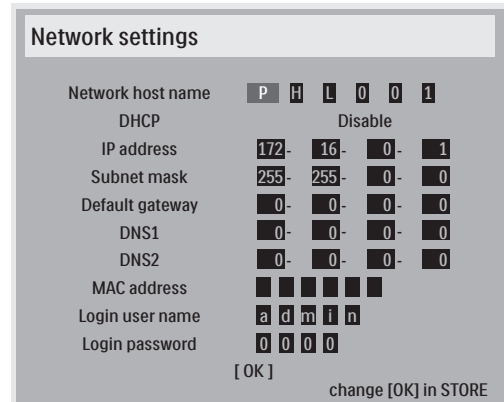 Network settings
Network host name P H L 0 0 1
DHCP Disable
IP address 172- 16- 0- 1
Subnet mask 255- 255- 0- 0
Default gateway 0- 0- 0- 0
DNS1 0- 0- 0- 0
DNS2 0- 0- 0- 0
MAC address
Login user name a d m i n
Login password 0 0 0 0
[ OK ]
change [OK] in STORE